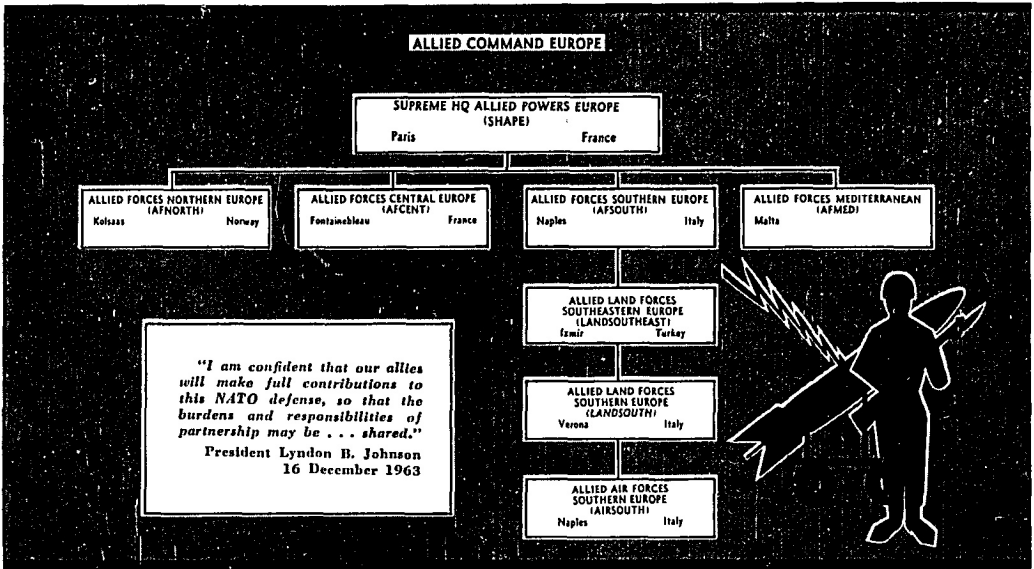 ALLIED COMMAND EUROPE
SUPREME HQ ALLIED POWERS EUROPE
(SHAPE)
Paris France
ALLIED FORCES NORTHERN EUROPE
(AFNORTH)
Kolsaas Norway
ALLIED FORCES CENTRAL EUROPE
(AFCENT)
Fontainebleau France
ALLIED FORCES SOUTHERN EUROPE
(AFSOUTH)
Naples Italy
ALLIED FORCES MEDITERRANEAN
(AFMED)
Malta
ALLIED LAND FORCES
SOUTHEASTERN EUROPE
(LANDSOUTHEAST)
Izmir Turkey
ALLIED LAND FORCES
SOUTHERN EUROPE
(LANDSOUTH)
Verona Italy
ALLIED AIR FORCES
SOUTHERN EUROPE
(AIRSOUTH)
Naples Italy
"I am confident that our allies
will make full contributions to
this NATO defense, so that the
burdens and responsibilities of
partnership may be . . . shared."
President Lyndon B. Johnson
16 December 1963